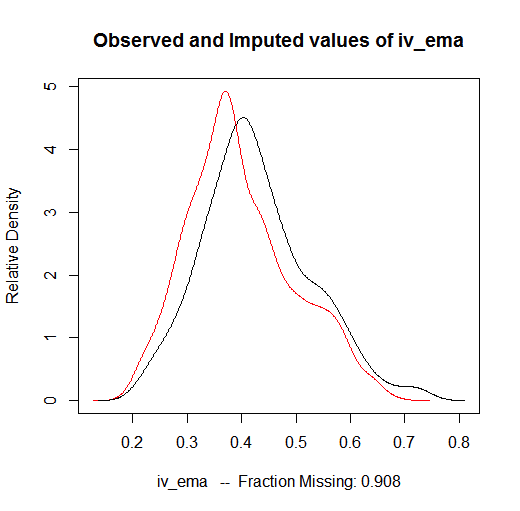 Observed and Imputed values of iv_ema
Relative Density
5
4
3
2
1
0
0.2 0.3 0.4 0.5 0.6 0.7 0.8
iv_ema -- Fraction Missing: 0.908